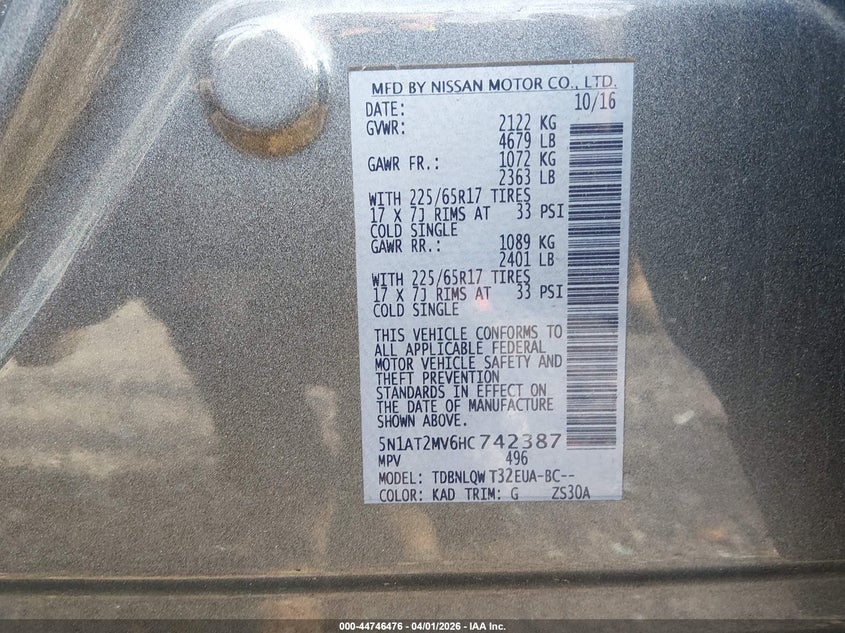 MFD BY NISSAN MOTOR CO., LTD.
DATE: 10/16
GVWR: 2122 KG
4679 LB
GAWR FR.: 1072 KG
2363 LB
WITH 225/65R17 TIRES
17 X 7J RIMS AT 33 PSI
COLD SINGLE
GAWR RR.: 1089 KG
2401 LB
WITH 225/65R17 TIRES
17 X 7J RIMS AT 33 PSI
COLD SINGLE
THIS VEHICLE CONFORMS TO
ALL APPLICABLE FEDERAL
MOTOR VEHICLE SAFETY AND
THEFT PREVENTION
STANDARDS IN EFFECT ON
THE DATE OF MANUFACTURE
SHOWN ABOVE.
5N1AT2MV6HC742387
MPV 496
MODEL: TDBNLQW T32EUA-BC--
COLOR: KAD TRIM: G ZS30A
000-44746476 | 04/01/2026 | IAA Inc.